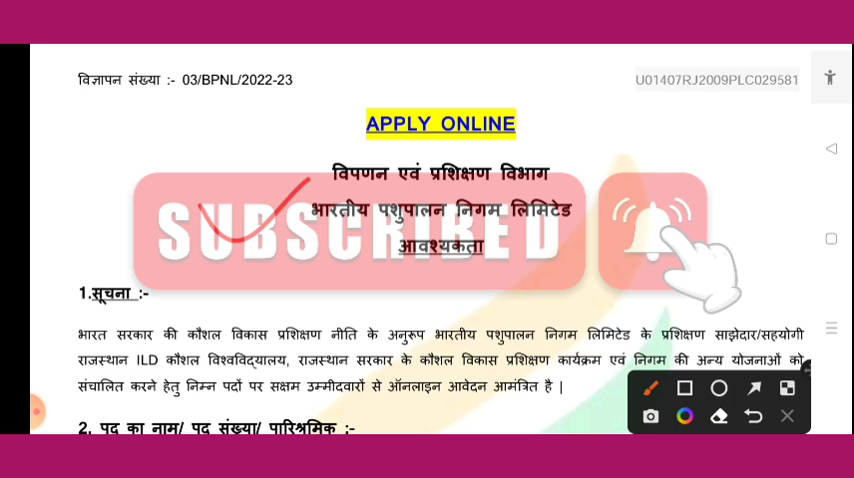 विज्ञापन संख्या :- 03/BPNL/2022-23
U01407RJ2009PLC029581
APPLY ONLINE
विपणन एवं प्रशिक्षण विभाग
भारतीय पशुपालन निगम लिमिटेड
SUBSCRIBED
आवश्यकता
1.सूचना :-
भारत सरकार की कौशल विकास प्रशिक्षण नीति के अनुरूप भारतीय पशुपालन निगम लिमिटेड के प्रशिक्षण साझेदार/सहयोगी
राजस्थान ILD कौशल विश्वविद्यालय, राजस्थान सरकार के कौशल विकास प्रशिक्षण कार्यक्रम एवं निगम की अन्य योजनाओं को
संचालित करने हेतु निम्न पदों पर सक्षम उम्मीदवारों से ऑनलाइन आवेदन आमंत्रित है |
2. पद का नाम/ पद संख्या/ पारिश्रमिक :-